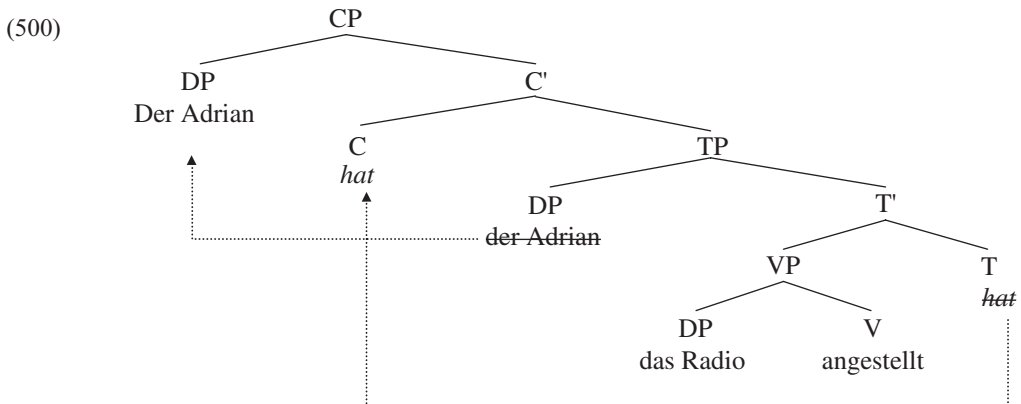 (500)
CP
DP
C'
Der Adrian
C
TP
hat
DP
T'
der Adrian
VP
T
hat
DP
V
das Radio
angestellt